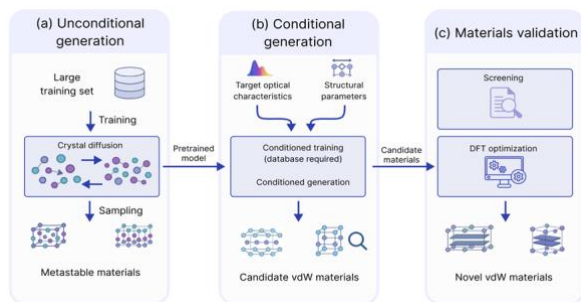 (a) Unconditional
generation
Large
training set
Training
Crystal diffusion
Sampling
Metastable materials
Pretrained
model
(b) Conditional
generation
Target optical
characteristics
Structural
parameters
Conditioned training
(database required)
Conditioned generation
Candidate vdW materials
Candidate
materials
(c) Materials validation
Screening
DFT optimization
Novel vdW materials